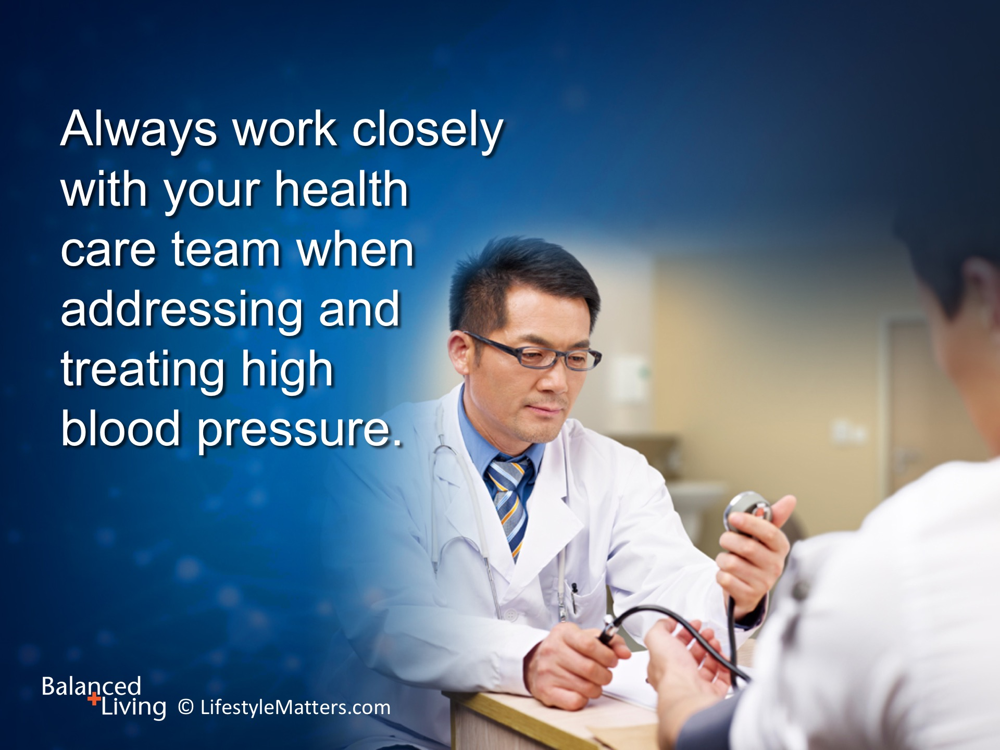 Always work closely
with your health
care team when
addressing and
treating high
blood pressure.
Balanced
Living © LifestyleMatters.com